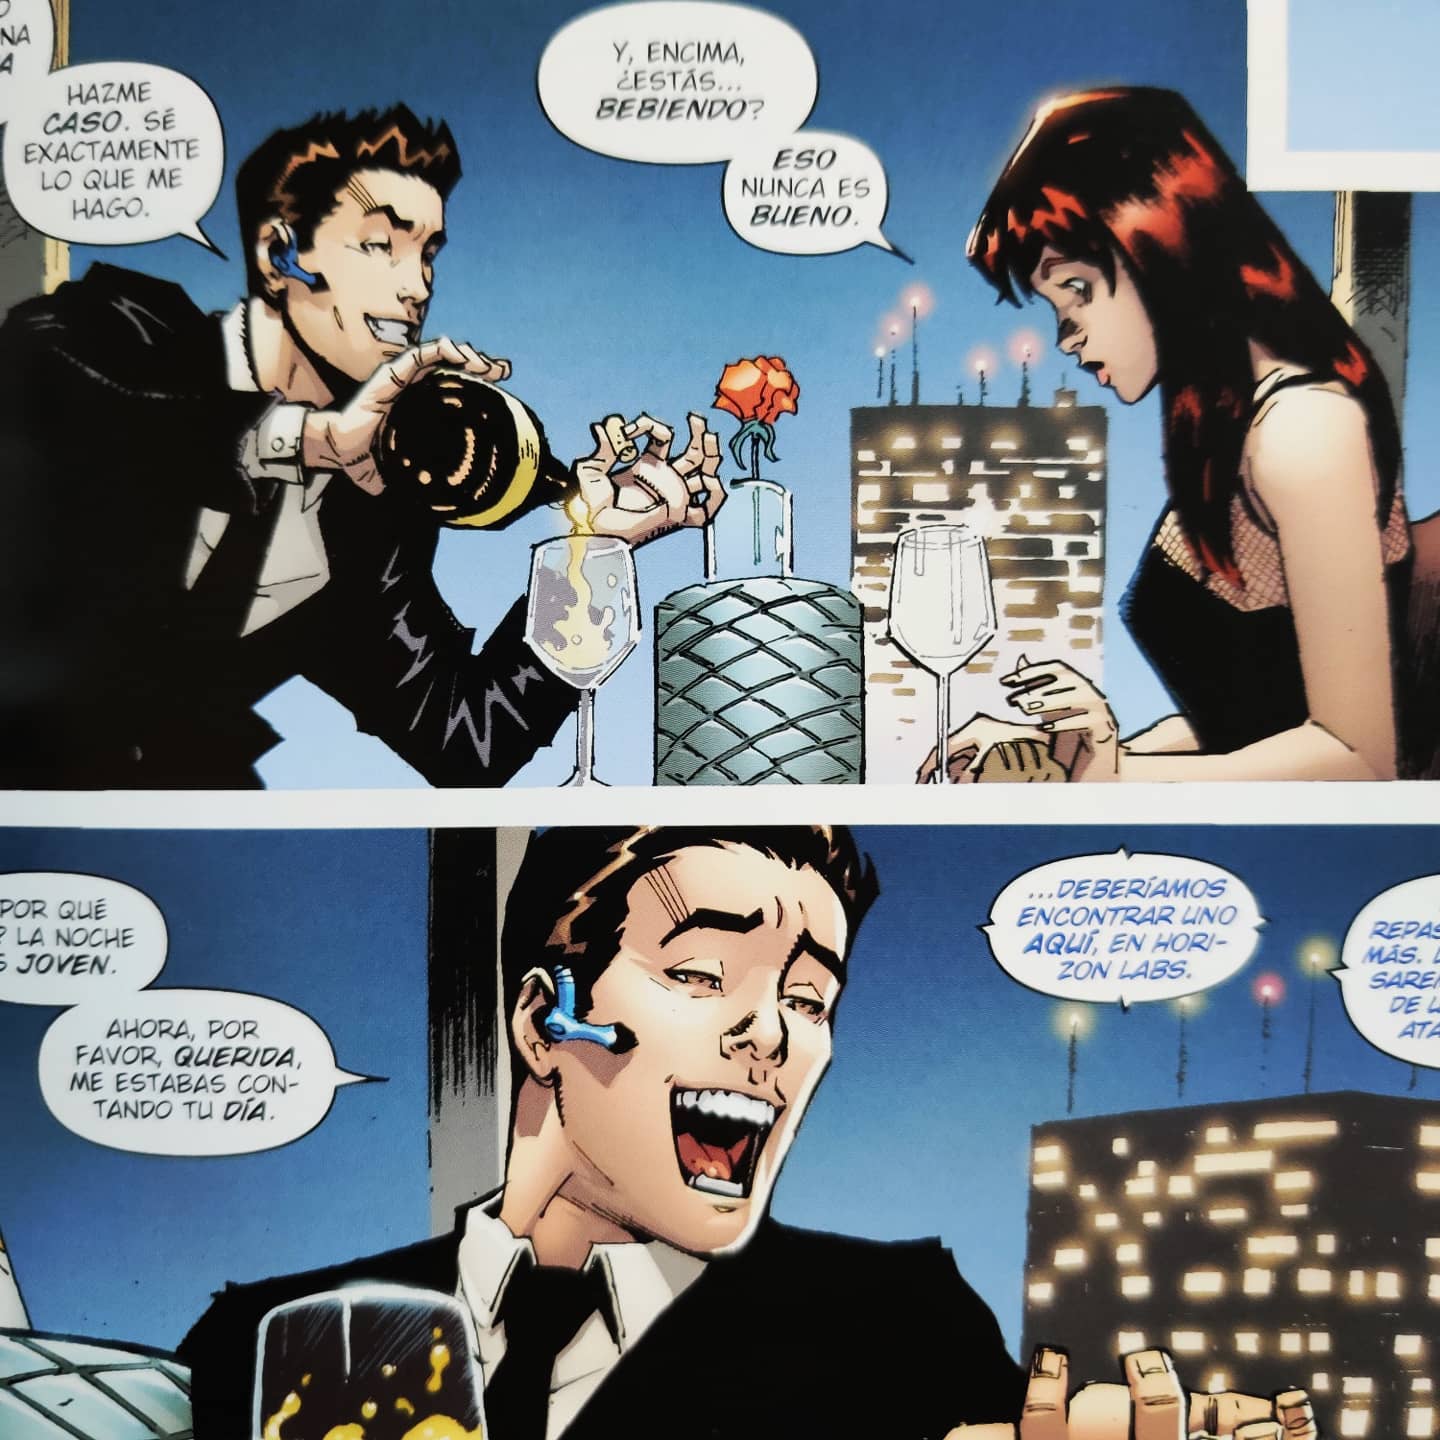 HAZME
CASO. SÉ
EXACTAMENTE
LO QUE ME
HAGO.
Y, ENCIMA,
¿ESTÁS...
BEBIENDO?
ESO
NUNCA ES
BUENO.
POR QUÉ
? LA NOCHE
JOVEN.
AHORA, POR
FAVOR, QUERIDA,
ME ESTABAS CON-
TANDO TU DÍA.
...DEBERÍAMOS
ENCONTRAR UNO
AQUÍ, EN HORI-
ZON LABS.
MÁS.
DE